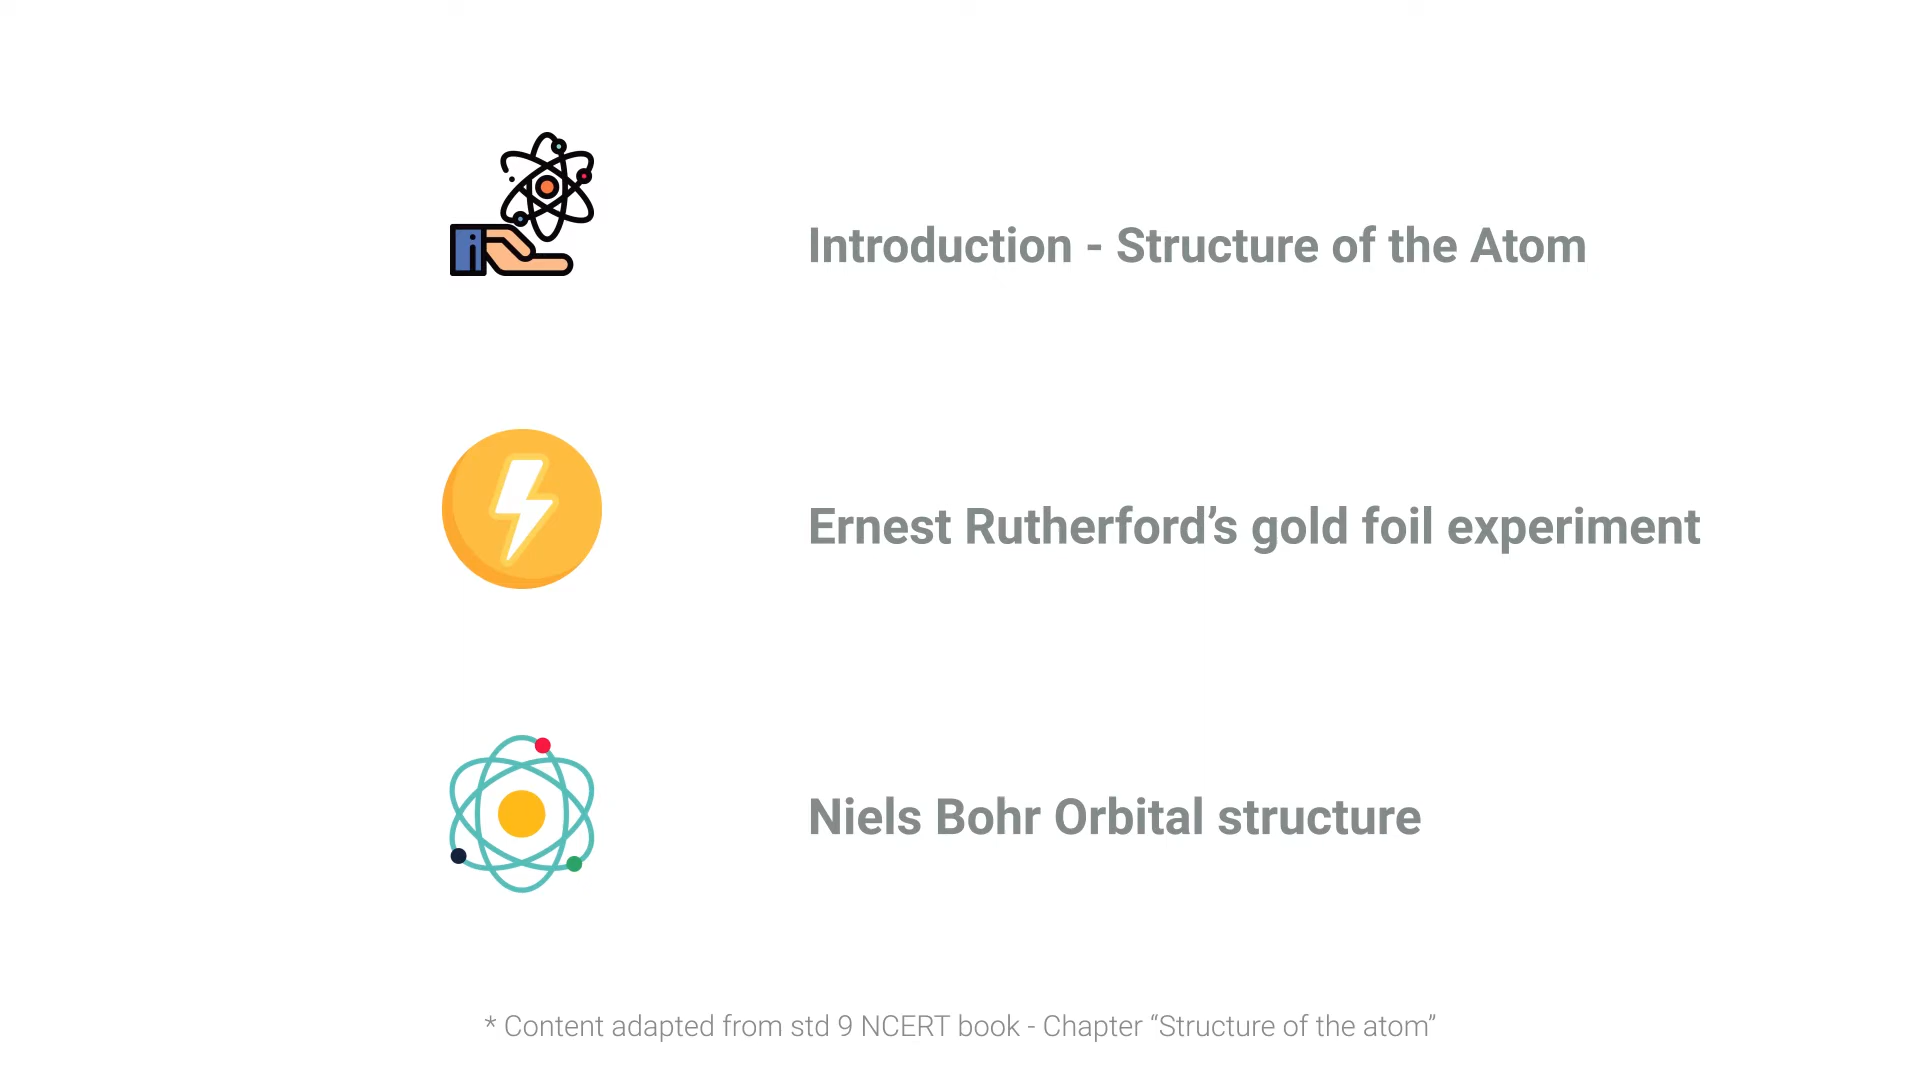 Introduction - Structure of the Atom
Ernest Rutherford’s gold foil experiment
Niels Bohr Orbital structure
* Content adapted from std 9 NCERT book - Chapter “Structure of the atom”